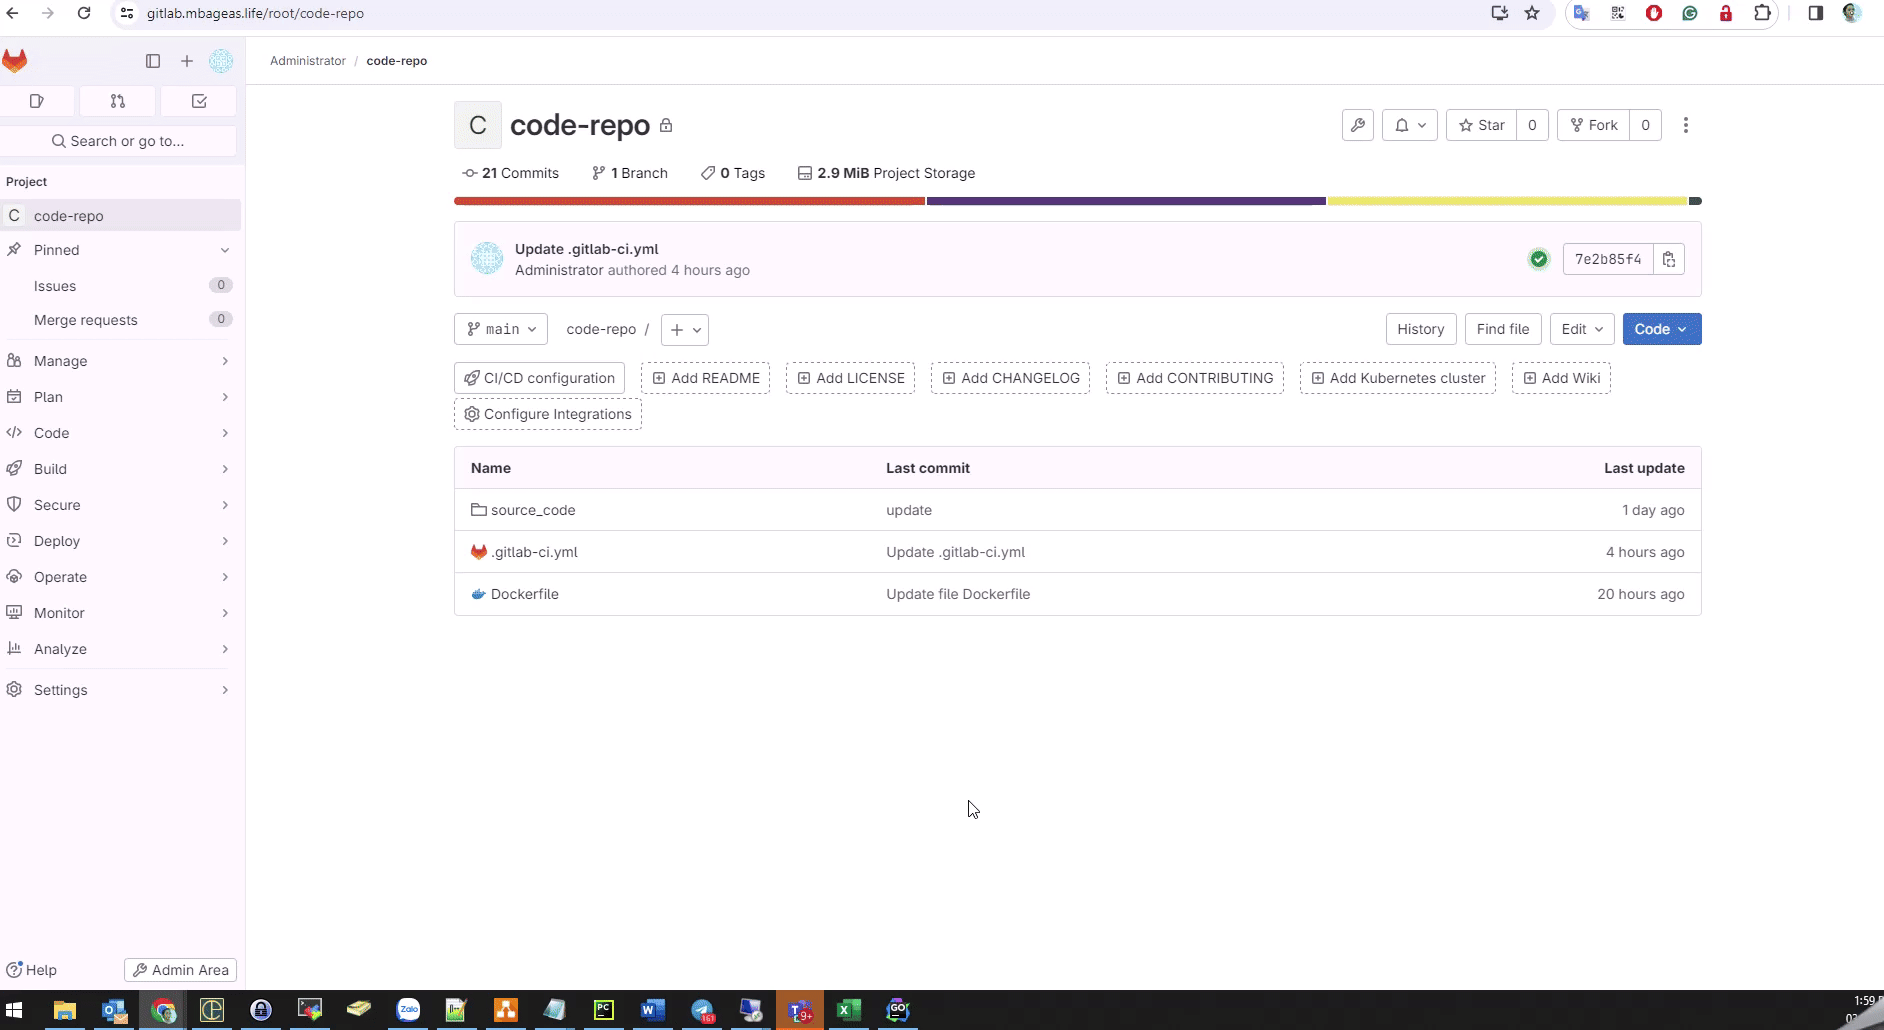 gitlab.mbageas.life/root/code-repo
Administrator / code-repo
Search or go to...
Project
C code-repo
Pinned
Issues 0
Merge requests 0
Manage
Plan
Code
Build
Secure
Deploy
Operate
Monitor
Analyze
Settings
Help
Admin Area
C code-repo
Star 0 Fork 0
21 Commits 1 Branch 0 Tags 2.9 MiB Project Storage
Update .gitlab-ci.yml
Administrator authored 4 hours ago
7e2b85f4
main code-repo / + History Find file Edit Code
CI/CD configuration Add README Add LICENSE Add CHANGELOG Add CONTRIBUTING Add Kubernetes cluster Add Wiki
Configure Integrations
Name Last commit Last update
source_code update 1 day ago
.gitlab-ci.yml Update .gitlab-ci.yml 4 hours ago
Dockerfile Update file Dockerfile 20 hours ago
Zalo PC W 161 T 9+ X GO
1:59